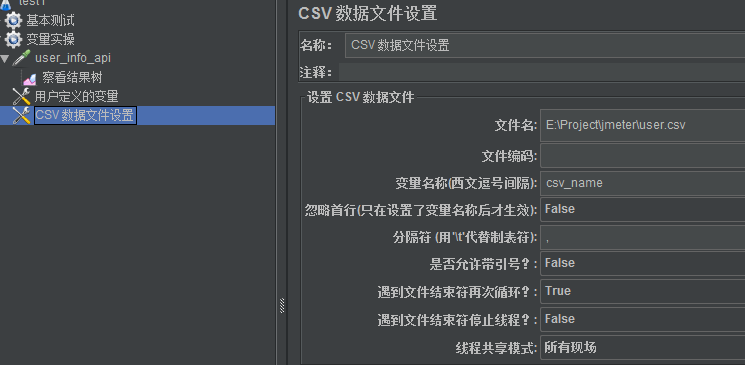 test1
基本测试
变量实操
user_info_api
察看结果树
用户定义的变量
CSV 数据文件设置
CSV 数据文件设置
名称： CSV 数据文件设置
注释：
设置 CSV 数据文件
文件名: E:\Project\jmeter\user.csv
文件编码:
变量名称(西文逗号间隔): csv_name
忽略首行(只在设置了变量名称后才生效): False
分隔符 (用'\t'代替制表符): ,
是否允许带引号？: False
遇到文件结束符再次循环？: True
遇到文件结束符停止线程？: False
线程共享模式: 所有现场